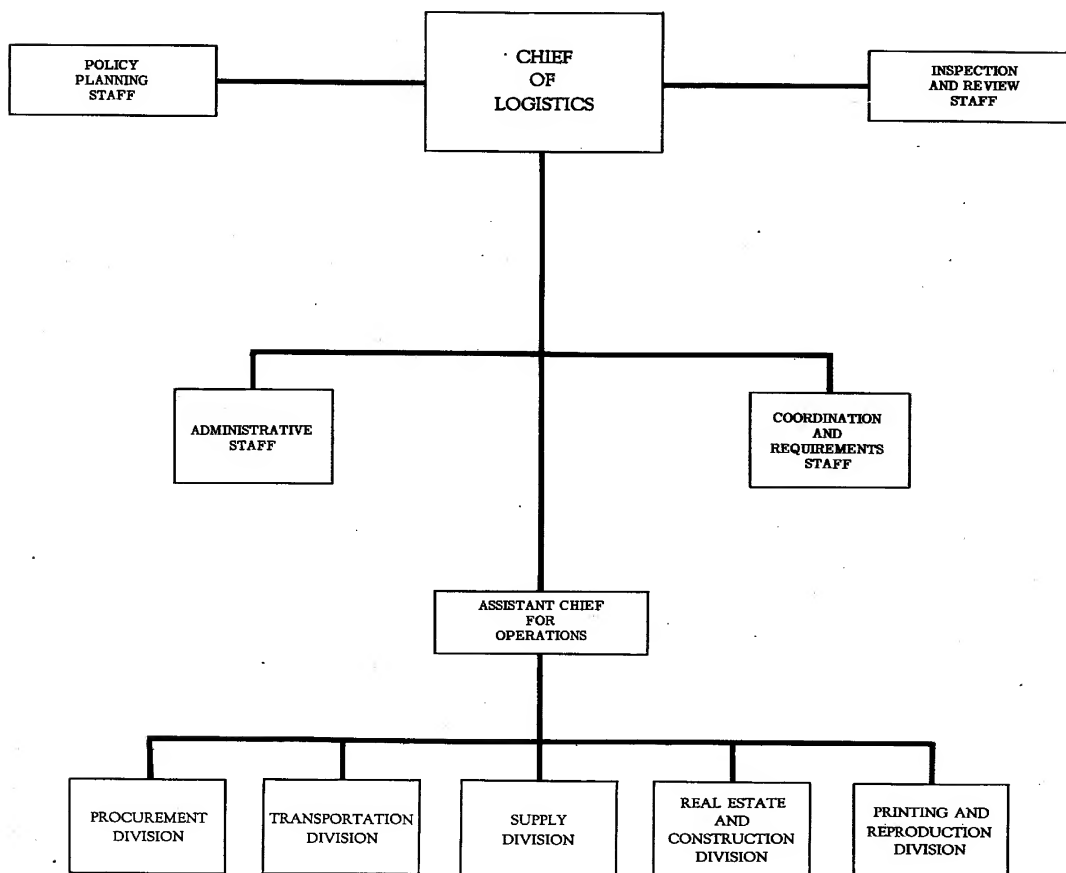 POLICY
PLANNING
STAFF
CHIEF
OF
LOGISTICS
INSPECTION
AND REVIEW
STAFF
ADMINISTRATIVE
STAFF
COORDINATION
AND
REQUIREMENTS
STAFF
ASSISTANT CHIEF
FOR
OPERATIONS
PROCUREMENT
DIVISION
TRANSPORTATION
DIVISION
SUPPLY
DIVISION
REAL ESTATE
AND
CONSTRUCTION
DIVISION
PRINTING AND
REPRODUCTION
DIVISION